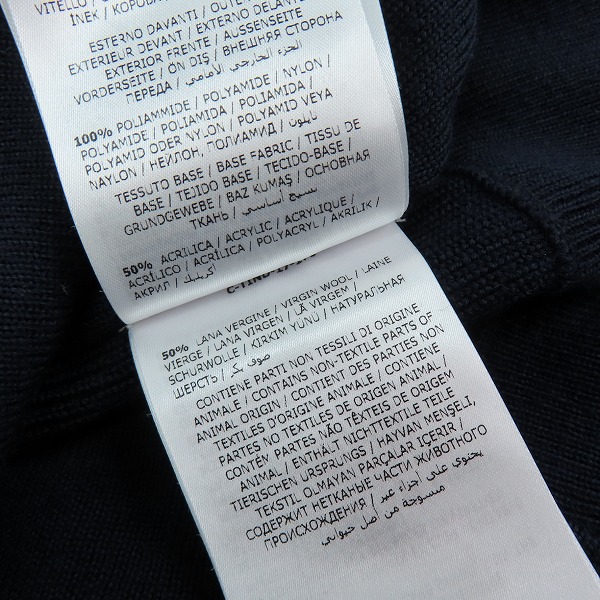 VITELLO /
İNEK / КОРОВА
ESTERNO DAVANTI /
EXTERIEUR DEVANT / EXTERNO DELANTERO
EXTERIOR FRENTE / AUSSENSEITE
VORDERSEITE / ÖN DIŞ / ВНЕШНЯЯ СТОРОНА
ПЕРЕДА / الجزء الخارجي الأمامي
100% POLIAMMIDE / POLYAMIDE / NYLON /
POLYAMIDE / POLIAMIDA / POLIAMIDA /
POLYAMID ODER NYLON / POLYAMID VEYA
NAYLON / НЕЙЛОН, ПОЛИАМИД / نايلون
TESSUTO BASE / BASE FABRIC / TISSU DE
BASE / TEJIDO BASE / TECIDO-BASE /
GRUNDGEWEBE / BAZ KUMAŞ / ОСНОВНАЯ
ТКАНЬ / نسيج أساسي
50% ACRILICA / ACRYLIC / ACRYLIQUE /
ACRÍLICO / ACRÍLICA / POLYACRYL / AKRİLİK /
АКРИЛ / أكريليك
50% LANA VERGINE / VIRGIN WOOL / LAINE
VIERGE / LANA VIRGEN / LÃ VIRGEM /
SCHURWOLLE / KIRKIM YUNU / НАТУРАЛЬНАЯ
ШЕРСТЬ / صوف بكر
CONTIENE PARTI NON TESSILI DI ORIGINE
ANIMALE / CONTAINS NON-TEXTILE PARTS OF
ANIMAL ORIGIN / CONTIENT DES PARTIES NON
TEXTILES D'ORIGINE ANIMALE / CONTIENE
PARTES NO TEXTILES DE ORIGEN ANIMAL /
CONTÉM PARTES NÃO TÊXTEIS DE ORIGEM
ANIMAL / ENTHÄLT NICHTTEXTILE TEILE
TIERISCHEN URSPRUNGS / HAYVAN MENŞELİ,
TEKSTİL OLMAYAN PARÇALAR İÇERİR /
СОДЕРЖИТ НЕТКАНЫЕ ЧАСТИ ЖИВОТНОГО
ПРОИСХОЖДЕНИЯ / يحتوي على أجزاء غير
منسوجة من أصل حيواني